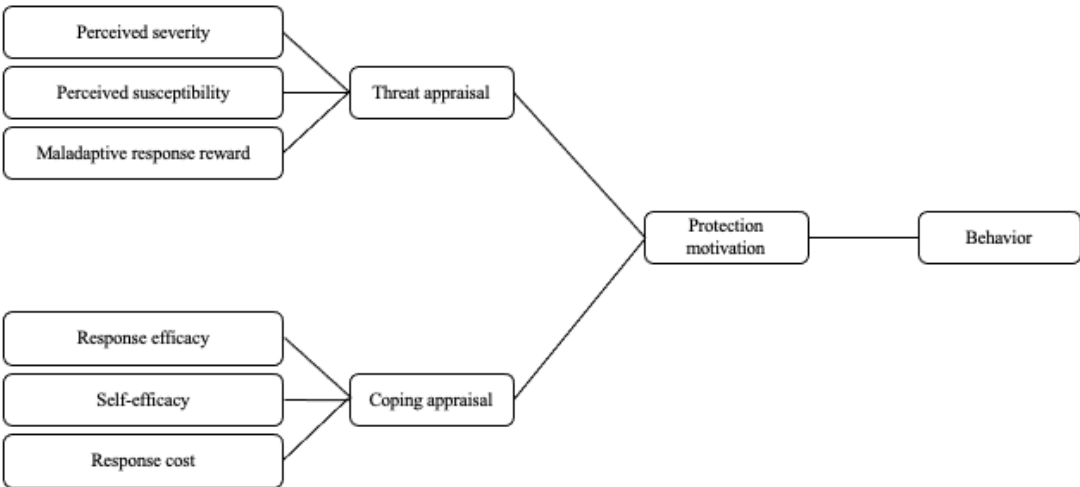 Perceived severity
Perceived susceptibility
Maladaptive response reward
Threat appraisal
Protection
motivation
Behavior
Response efficacy
Self-efficacy
Response cost
Coping appraisal